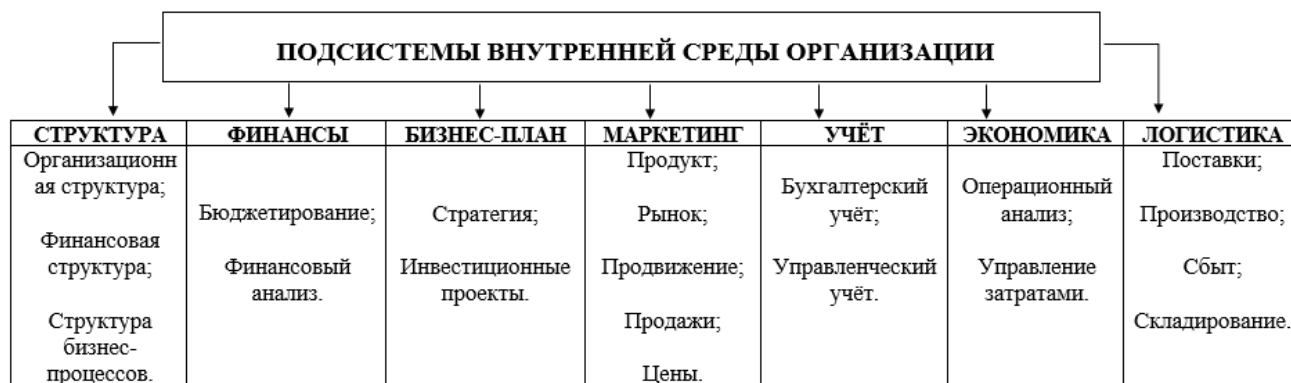 ПОДСИСТЕМЫ ВНУТРЕННЕЙ СРЕДЫ ОРГАНИЗАЦИИ
СТРУКТУРА
Организационн
ая структура;
Финансовая
структура;
Структура
бизнес-
процессов.
ФИНАНСЫ
Бюджетирование;
Финансовый
анализ.
БИЗНЕС-ПЛАН
Стратегия;
Инвестиционные
проекты.
МАРКЕТИНГ
Продукт;
Рынок;
Продвижение;
Продажи;
Цены.
УЧЁТ
Бухгалтерский
учёт;
Управленческий
учёт.
ЭКОНОМИКА
Операционный
анализ;
Управление
затратами.
ЛОГИСТИКА
Поставки;
Производство;
Сбыт;
Складирование.